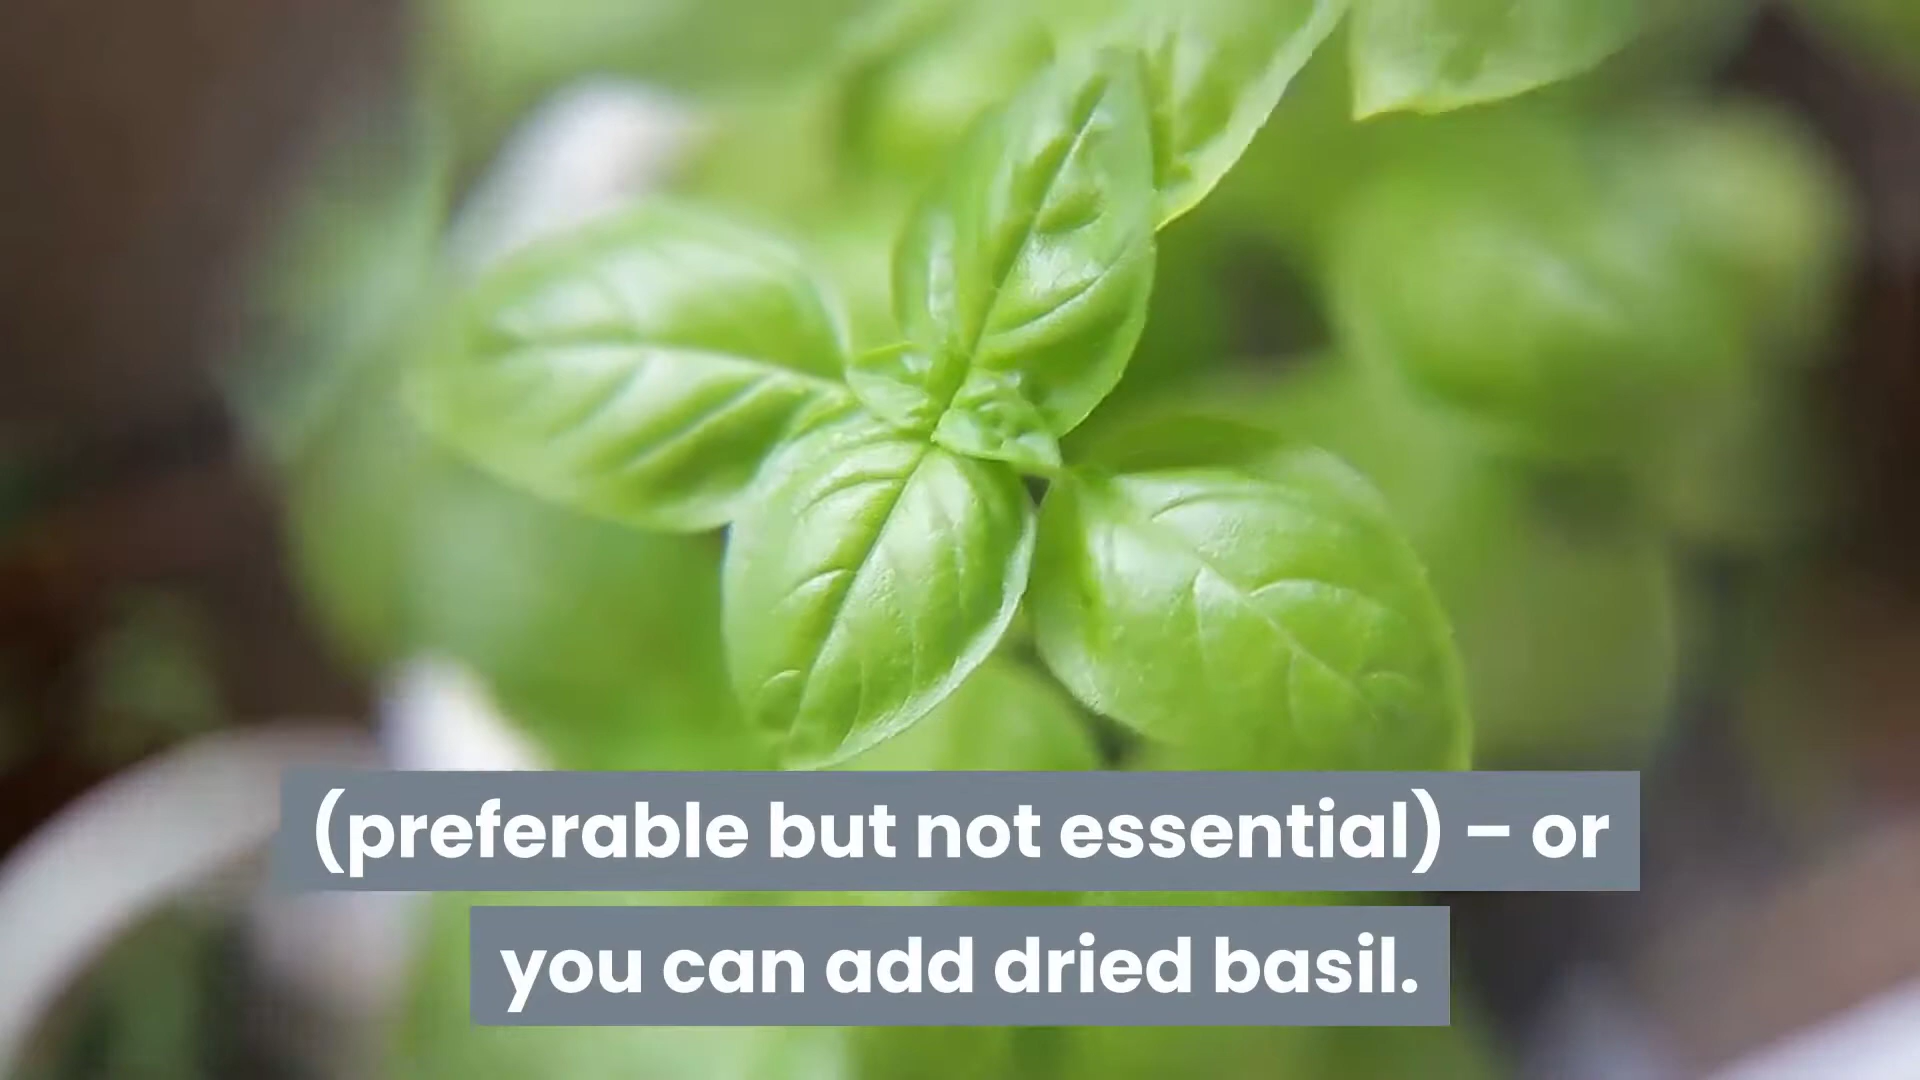 (preferable but not essential) – or
you can add dried basil.